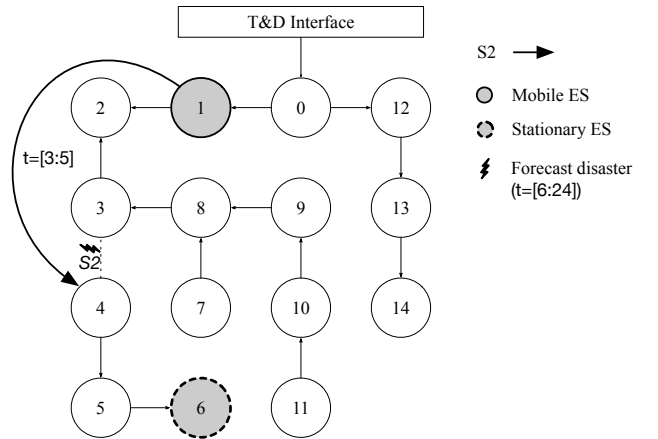 T&D Interface
S2
2
1
0
12
Mobile ES
Stationary ES
t=[3:5]
Forecast disaster
(t=[6:24])
3
8
9
13
S2
4
7
10
14
5
6
11